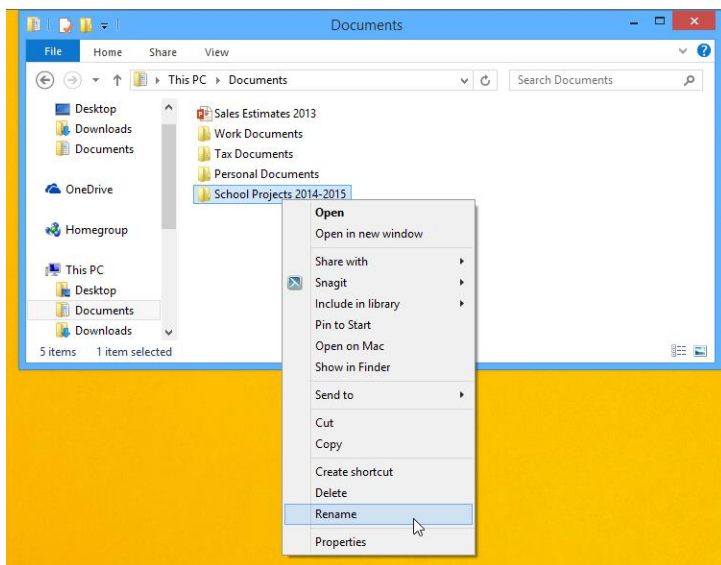 Documents
File Home Share View
This PC Documents
Search Documents
Desktop
Downloads
Documents
OneDrive
Homegroup
This PC
Desktop
Documents
Downloads
Sales Estimates 2013
Work Documents
Tax Documents
Personal Documents
School Projects 2014-2015
Open
Open in new window
Share with
Snagit
Include in library
Pin to Start
Open on Mac
Show in Finder
Send to
Cut
Copy
Create shortcut
Delete
Rename
Properties
5 items 1 item selected